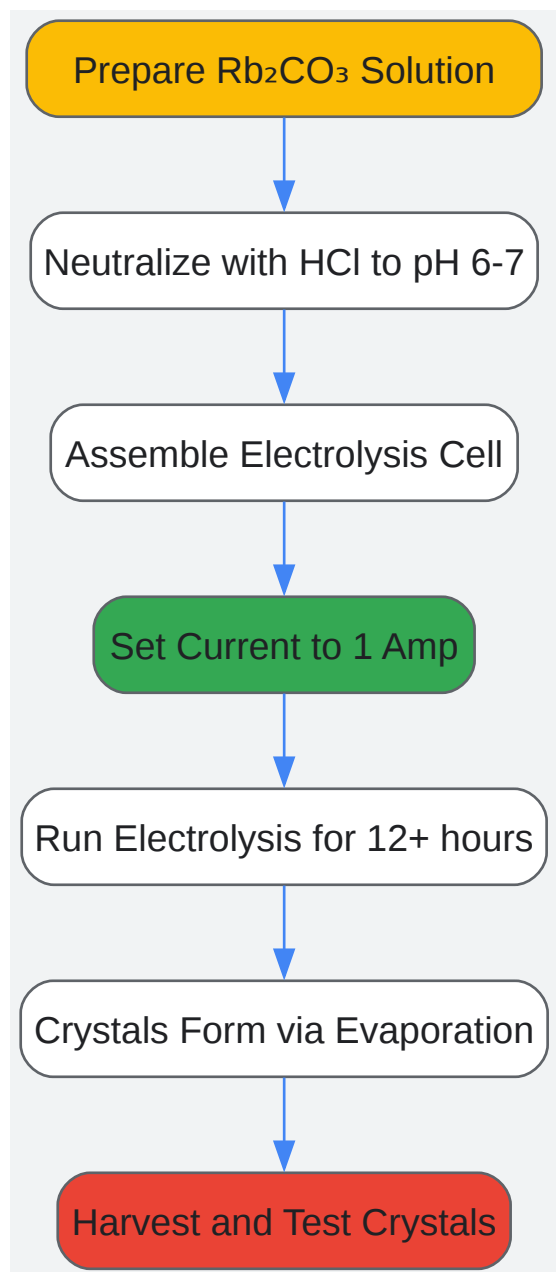 Prepare Rb₂CO₃ Solution
Neutralize with HCl to pH 6-7
Assemble Electrolysis Cell
Set Current to 1 Amp
Run Electrolysis for 12+ hours
Crystals Form via Evaporation
Harvest and Test Crystals